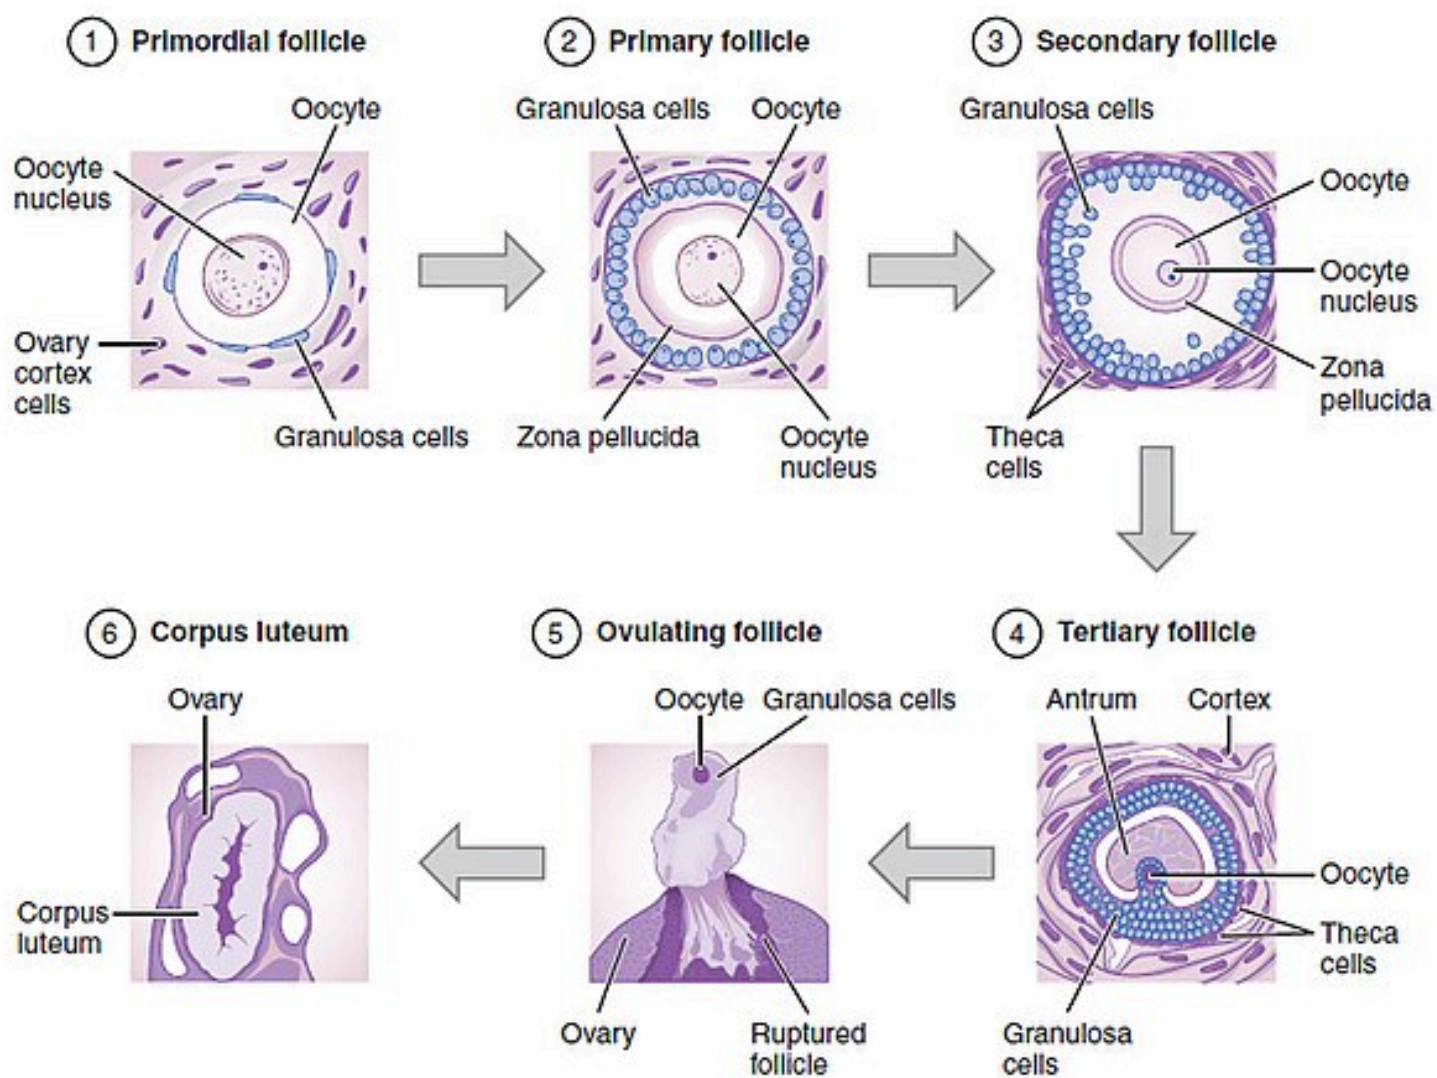 1 Primordial follicle
Oocyte
Oocyte
nucleus
Ovary
cortex
cells
Granulosa cells
2 Primary follicle
Granulosa cells
Oocyte
Zona pellucida
Oocyte
nucleus
3 Secondary follicle
Granulosa cells
Oocyte
Oocyte
nucleus
Zona
pellucida
Theca
cells
6 Corpus luteum
Ovary
Corpus
luteum
5 Ovulating follicle
Oocyte
Granulosa cells
Ovary
Ruptured
follicle
4 Tertiary follicle
Antrum
Cortex
Oocyte
Theca
cells
Granulosa
cells